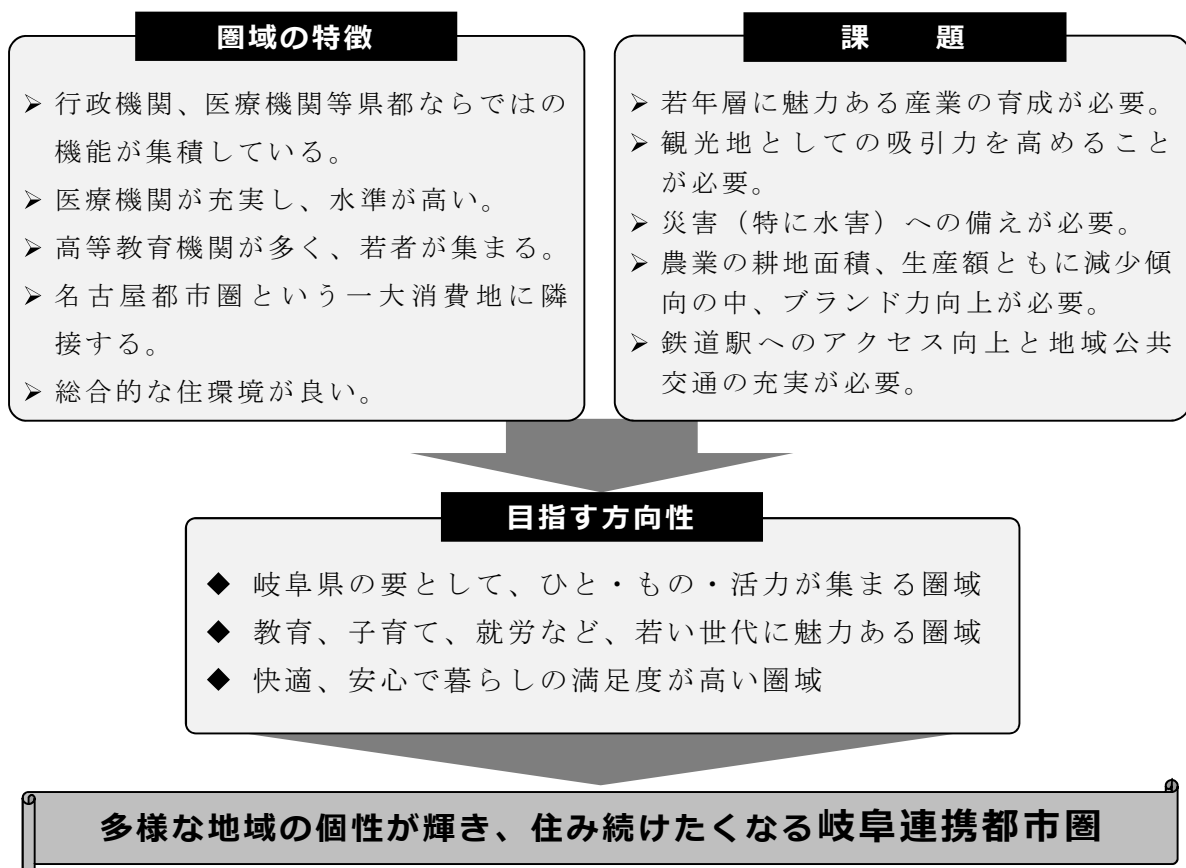 圏域の特徴
➢ 行政機関、医療機関等県都ならではの
機能が集積している。
➢ 医療機関が充実し、水準が高い。
➢ 高等教育機関が多く、若者が集まる。
➢ 名古屋都市圏という一大消費地に隣
接する。
➢ 総合的な住環境が良い。
課　題
➢ 若年層に魅力ある産業の育成が必要。
➢ 観光地としての吸引力を高めること
が必要。
➢ 災害（特に水害）への備えが必要。
➢ 農業の耕地面積、生産額ともに減少傾
向の中、ブランド力向上が必要。
➢ 鉄道駅へのアクセス向上と地域公共
交通の充実が必要。
目指す方向性
◆ 岐阜県の要として、ひと・もの・活力が集まる圏域
◆ 教育、子育て、就労など、若い世代に魅力ある圏域
◆ 快適、安心で暮らしの満足度が高い圏域
多様な地域の個性が輝き、住み続けたくなる岐阜連携都市圏